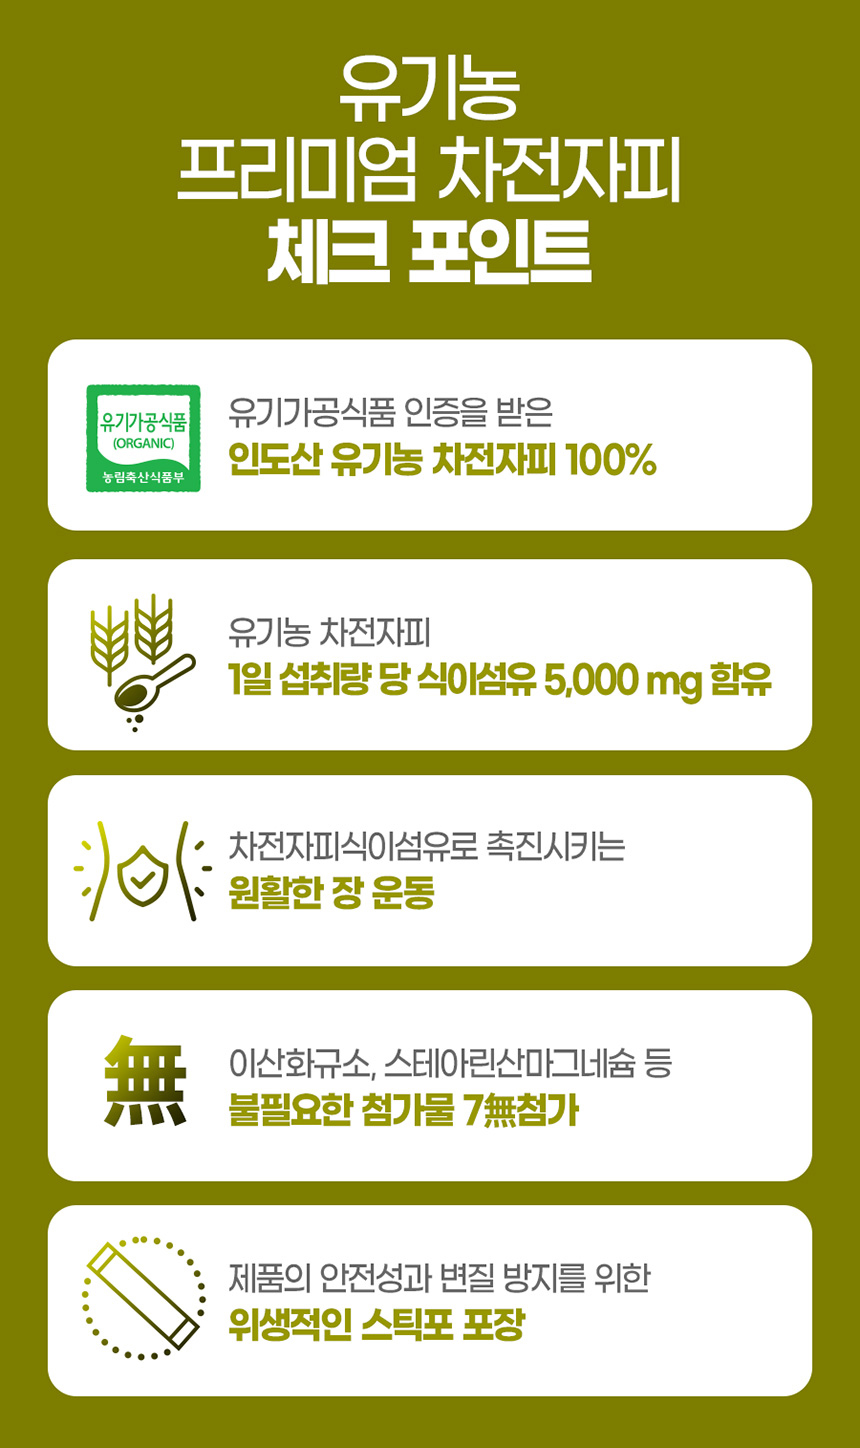 유기농
프리미엄 차전자피
체크 포인트
유기가공식품
(ORGANIC)
농림축산식품부
유기가공식품 인증을 받은
인도산 유기농 차전자피 100%
유기농 차전자피
1일 섭취량 당 식이섬유 5,000 mg 함유
차전자피식이섬유로 촉진시키는
원활한 장 운동
無
이산화규소, 스테아린산마그네슘 등
불필요한 첨가물 7無첨가
제품의 안전성과 변질 방지를 위한
위생적인 스틱포 포장